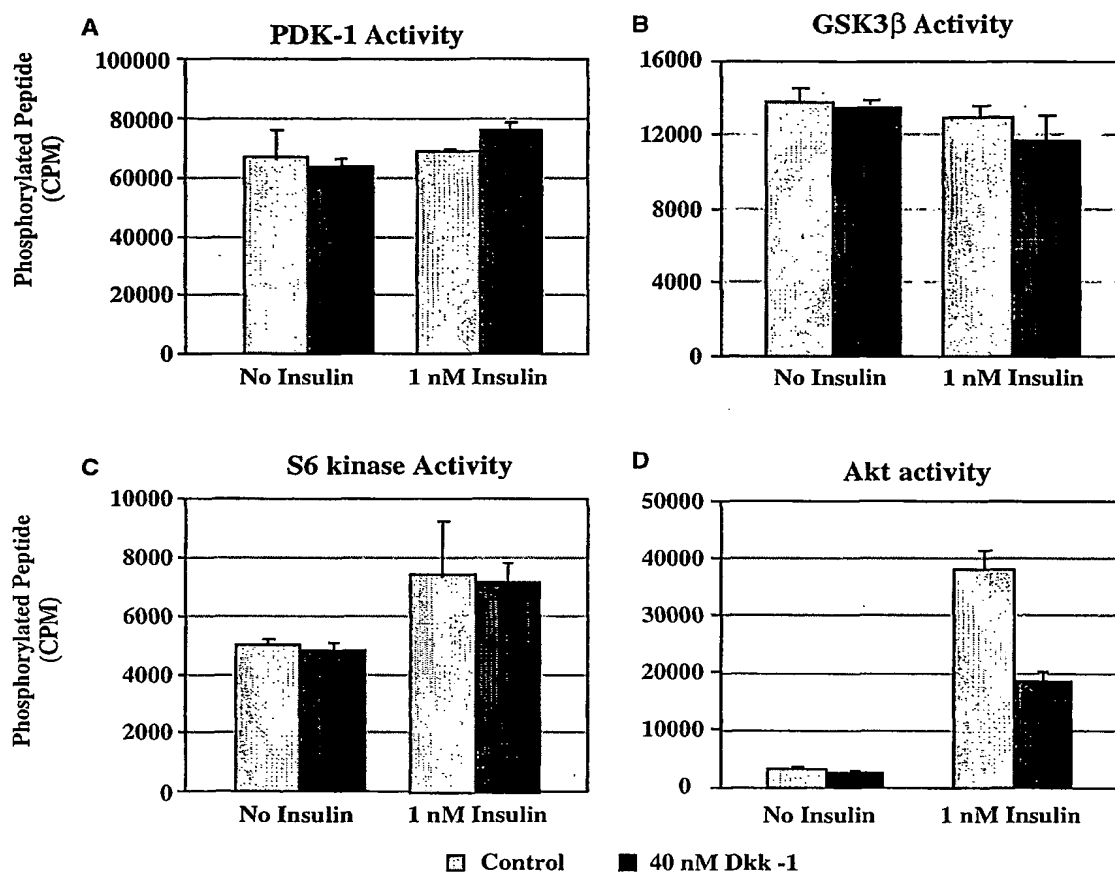 A
PDK-1 Activity
Phosphorylated Peptide
(CPM)
100000
80000
60000
40000
20000
0
No Insulin
1 nM Insulin
B
GSK3β Activity
16000
12000
8000
4000
0
No Insulin
1 nM Insulin
C
S6 kinase Activity
Phosphorylated Peptide
(CPM)
10000
8000
6000
4000
2000
0
No Insulin
1 nM Insulin
D
Akt activity
50000
40000
30000
20000
10000
0
No Insulin
1 nM Insulin
Control
40 nM Dkk -1